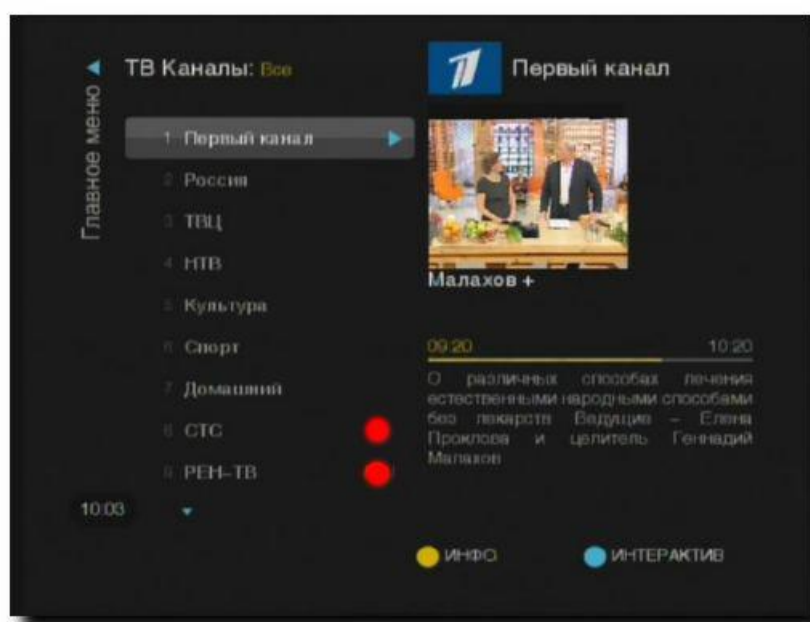 Главное меню
ТВ Каналы: Все
1 Первый канал
2 Россия
3 ТВЦ
4 НТВ
5 Культура
6 Спорт
7 Домашний
8 СТС
9 РЕН-ТВ
10:03
Первый канал
Малахов +
09:20 10:20
О различных способах лечения
естественными народными способами
без лекарств Ведущие – Елена
Проклова и целитель Геннадий
Малахов
ИНФО
ИНТЕРАКТИВ